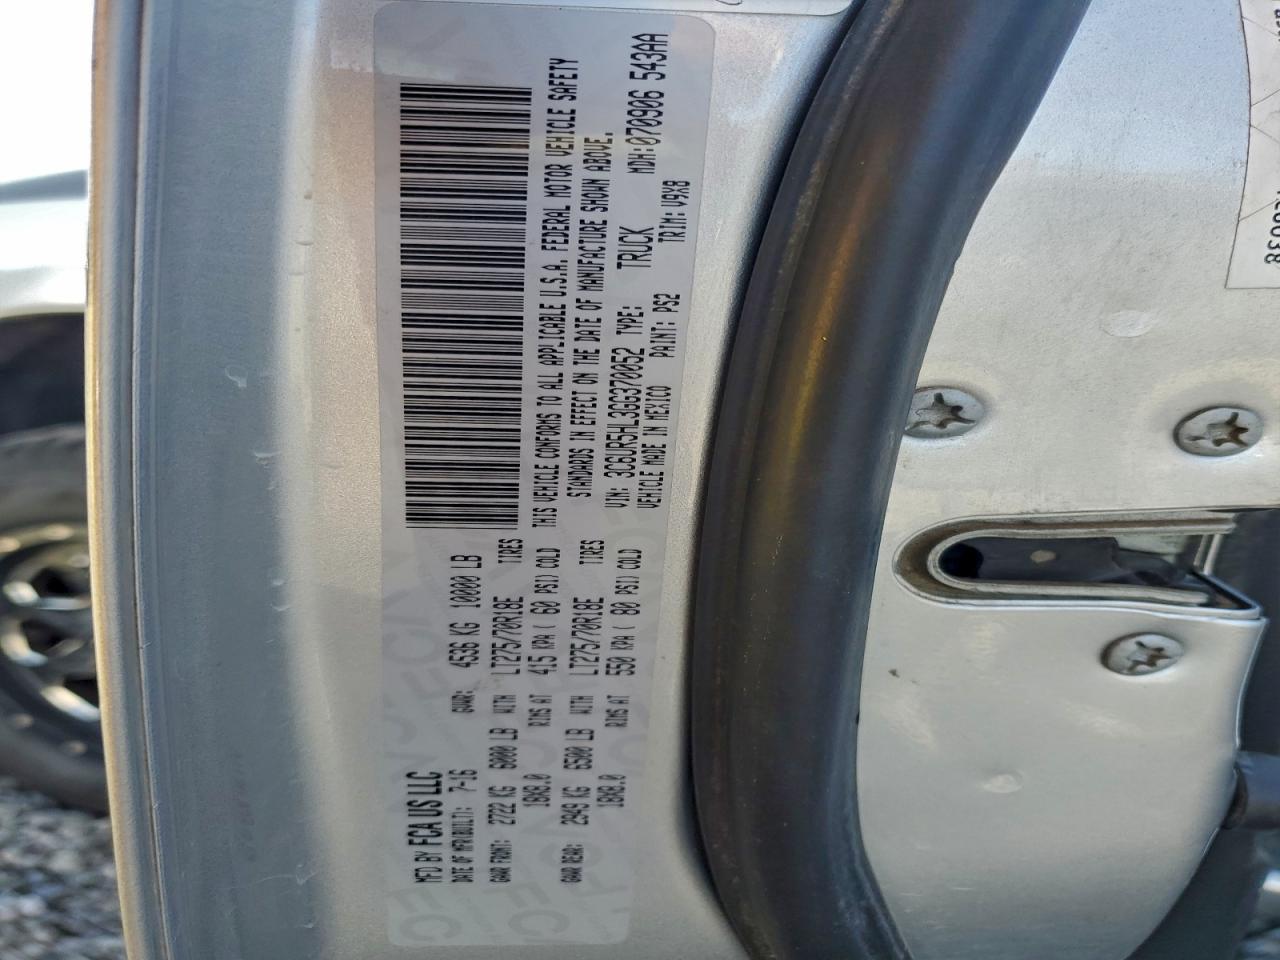 MFD BY FCA US LLC
DATE OF MFR(BUILT): 7-16 GVWR: 4536 KG 10000 LB
GAWR FRONT: 2722 KG 6000 LB WITH LT275/70R18E TIRES
18X8.0 RIMS AT 415 KPA ( 60 PSI) COLD
GAWR REAR: 2949 KG 6500 LB WITH LT275/70R18E TIRES
18X8.0 RIMS AT 550 KPA ( 80 PSI) COLD
THIS VEHICLE CONFORMS TO ALL APPLICABLE U.S.A. FEDERAL MOTOR VEHICLE SAFETY
STANDARDS IN EFFECT ON THE DATE OF MANUFACTURE SHOWN ABOVE.
VIN: 3C6UR5HL3GG370052 TYPE: TRUCK MDH:070906 543AA
VEHICLE MADE IN MEXICO PAINT: PS2 TRIM: V9X8